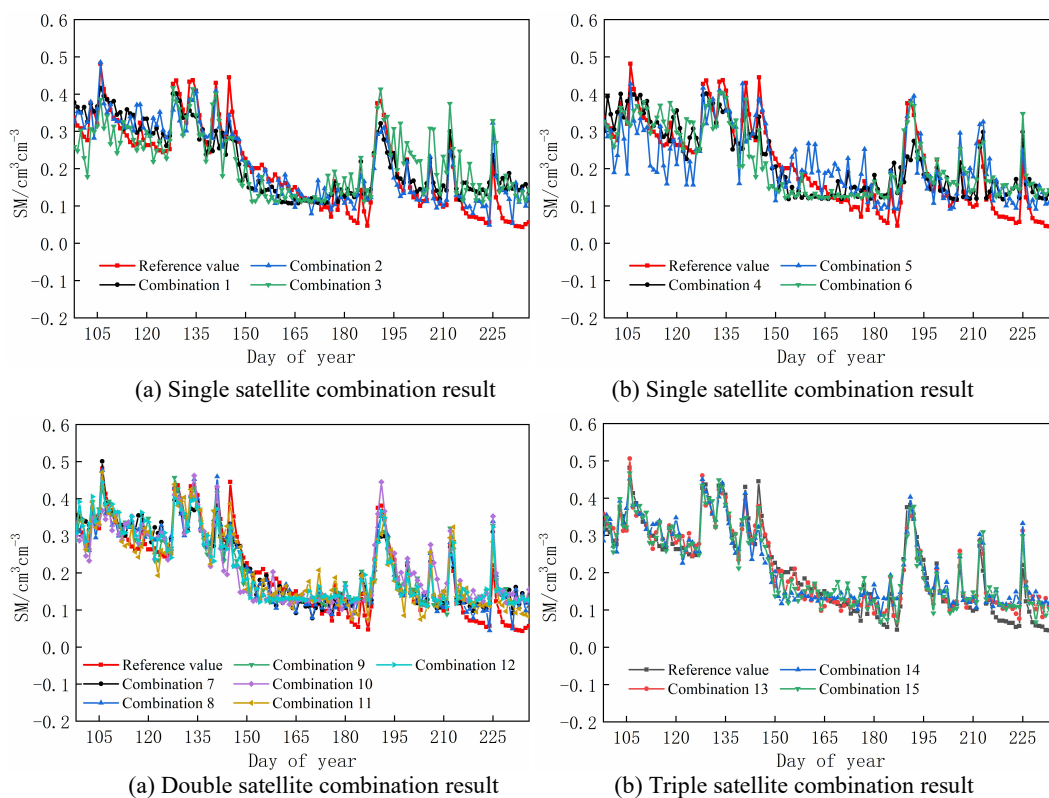 0.6
0.5
0.4
0.3
0.2
0.1
0.0
-0.1
-0.2
SM/cm³cm⁻³
Reference value
Combination 1
Combination 2
Combination 3
105 120 135 150 165 180 195 210 225
Day of year
(a) Single satellite combination result
0.6
0.5
0.4
0.3
0.2
0.1
0.0
-0.1
-0.2
SM/cm³cm⁻³
Reference value
Combination 4
Combination 5
Combination 6
105 120 135 150 165 180 195 210 225
Day of year
(b) Single satellite combination result
0.6
0.5
0.4
0.3
0.2
0.1
0.0
-0.1
-0.2
SM/cm³cm⁻³
Reference value
Combination 7
Combination 8
Combination 9
Combination 10
Combination 11
Combination 12
105 120 135 150 165 180 195 210 225
Day of year
(a) Double satellite combination result
0.6
0.5
0.4
0.3
0.2
0.1
0.0
-0.1
-0.2
SM/cm³cm⁻³
Reference value
Combination 13
Combination 14
Combination 15
105 120 135 150 165 180 195 210 225
Day of year
(b) Triple satellite combination result